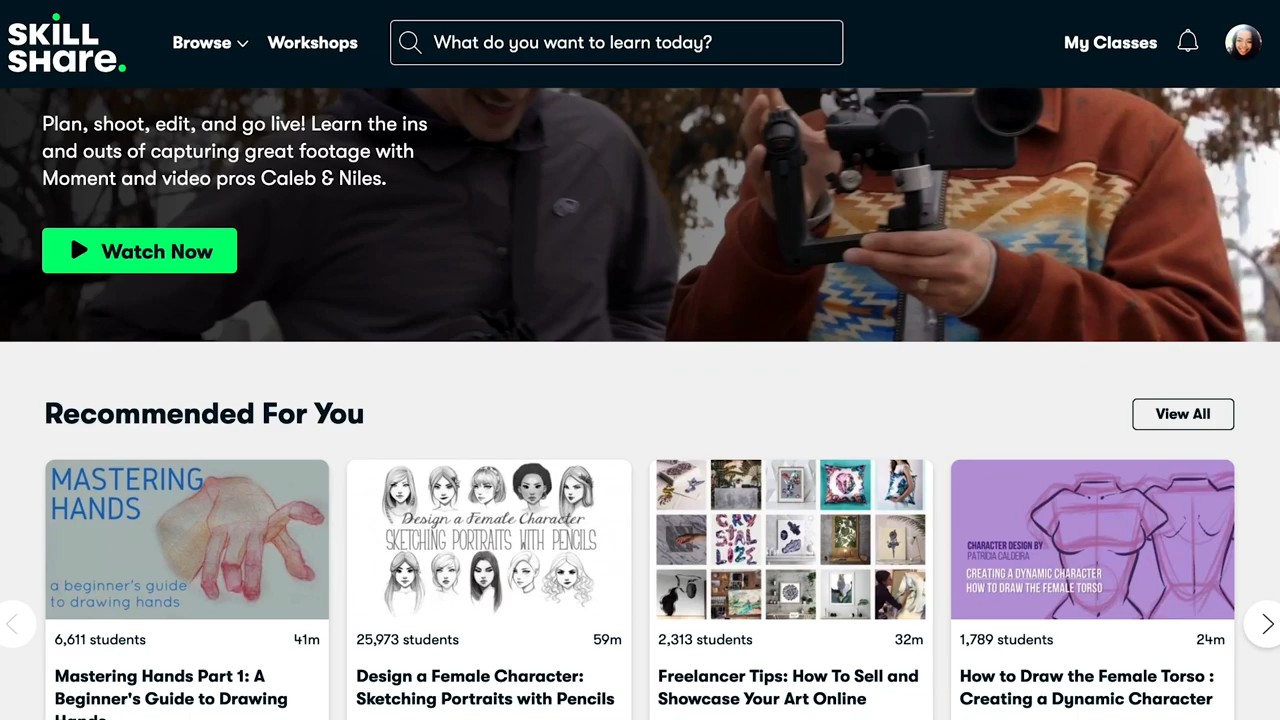 SKILL
SHare.
Browse
Workshops
What do you want to learn today?
My Classes
Plan, shoot, edit, and go live! Learn the ins
and outs of capturing great footage with
Moment and video pros Caleb & Niles.
Watch Now
Recommended For You
View All
MASTERING
HANDS
a beginner's guide
to drawing hands
6,611 students
41m
Mastering Hands Part 1: A
Beginner's Guide to Drawing
Hands
Design a Female Character
SKETCHING PORTRAITS WITH PENCILS
25,973 students
59m
Design a Female Character:
Sketching Portraits with Pencils
CRY
STAL
LIZE
2,313 students
32m
Freelancer Tips: How To Sell and
Showcase Your Art Online
CHARACTER DESIGN BY
PATRICIA CALDEIRA
CREATING A DYNAMIC CHARACTER
HOW TO DRAW THE FEMALE TORSO
1,789 students
24m
How to Draw the Female Torso :
Creating a Dynamic Character